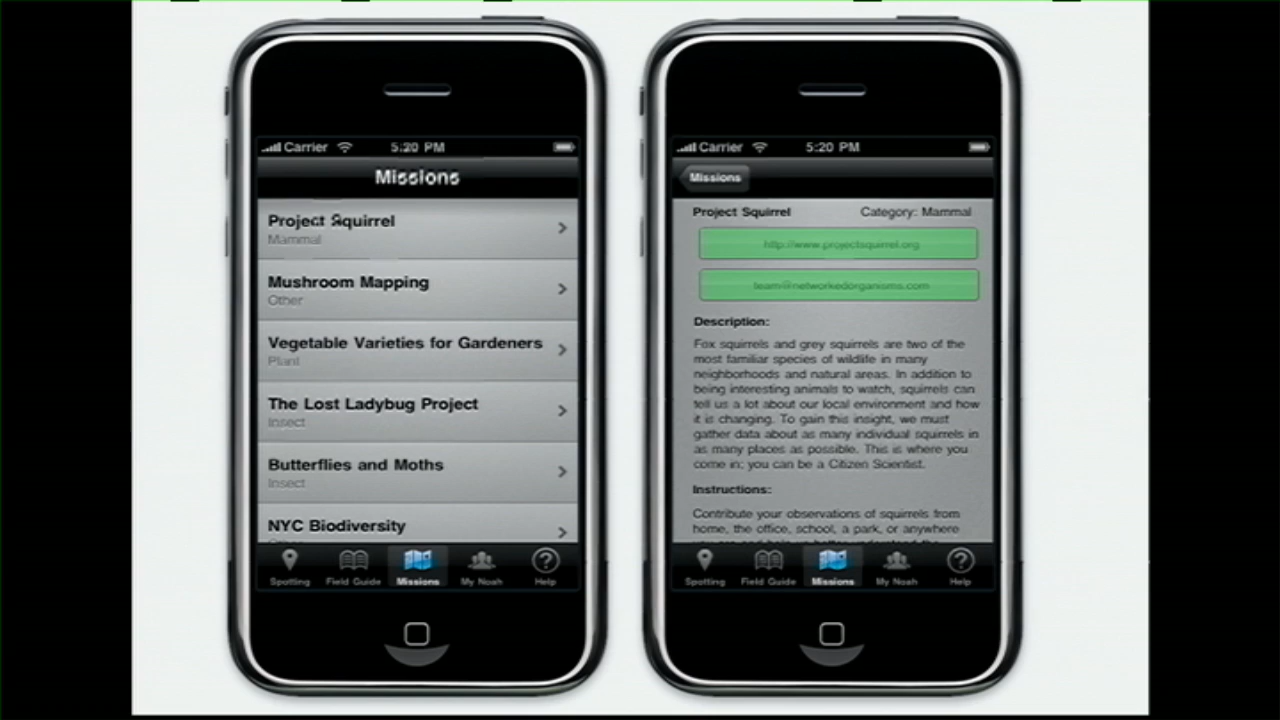 Carrier 5:20 PM
Missions
Project Squirrel
Mammal
Mushroom Mapping
Other
Vegetable Varieties for Gardeners
Plant
The Lost Ladybug Project
Insect
Butterflies and Moths
Insect
NYC Biodiversity
Spotting Field Guide Missions My Noah Help
Carrier 5:20 PM
Missions
Project Squirrel Category: Mammal
http://www.projectsquirrel.org
team@networkedorganisms.com
Description:
Fox squirrels and grey squirrels are two of the
most familiar species of wildlife in many
neighborhoods and natural areas. In addition to
being interesting animals to watch, squirrels can
tell us a lot about our local environment and how
it is changing. To gain this insight, we must
gather data about as many individual squirrels in
as many places as possible. This is where you
come in; you can be a Citizen Scientist.
Instructions:
Contribute your observations of squirrels from
home, the office, school, a park, or anywhere
Spotting Field Guide Missions My Noah Help